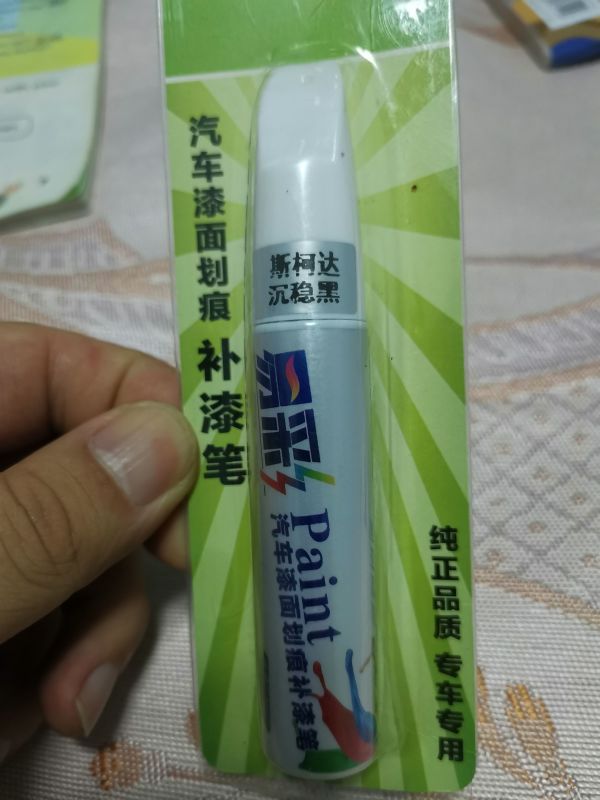 汽车漆面划痕
补漆笔
斯柯达
沉稳黑
彩
Paint
汽车漆面划痕补漆笔
纯正品质 专车专用